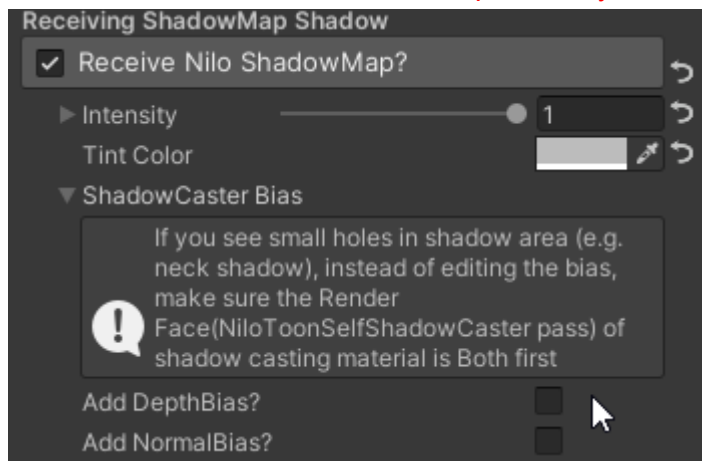 Receiving ShadowMap Shadow
Receive Nilo ShadowMap?
Intensity 1
Tint Color
ShadowCaster Bias
If you see small holes in shadow area (e.g.
neck shadow), instead of editing the bias,
make sure the Render
Face(NiloToonSelfShadowCaster pass) of
shadow casting material is Both first
Add DepthBias?
Add NormalBias?